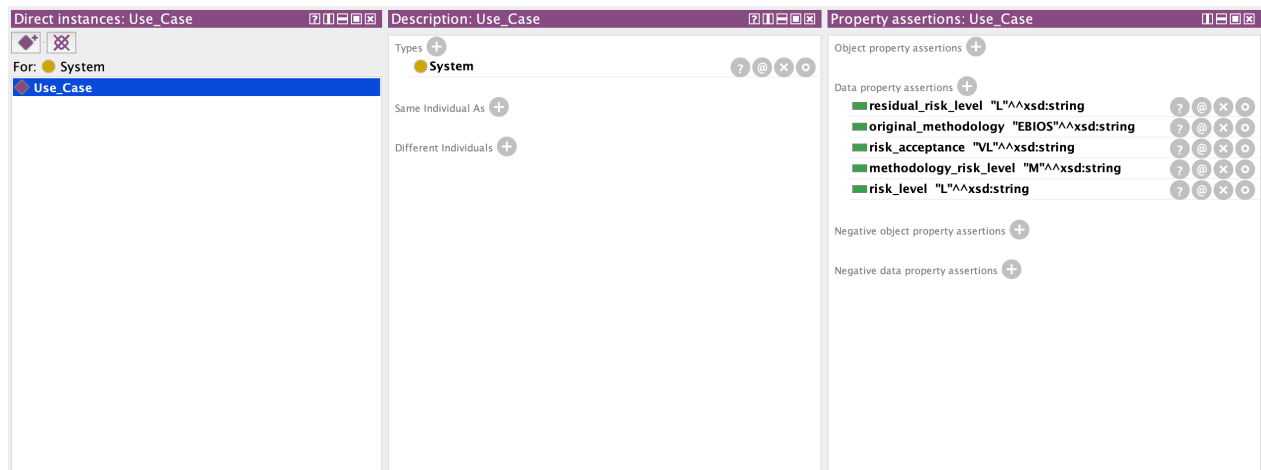 Direct instances: Use_Case
For: System
Use_Case
Description: Use_Case
Types
System
Same Individual As
Different Individuals
Property assertions: Use_Case
Object property assertions
Data property assertions
residual_risk_level "L"^^xsd:string
original_methodology "EBIOS"^^xsd:string
risk_acceptance "VL"^^xsd:string
methodology_risk_level "M"^^xsd:string
risk_level "L"^^xsd:string
Negative object property assertions
Negative data property assertions